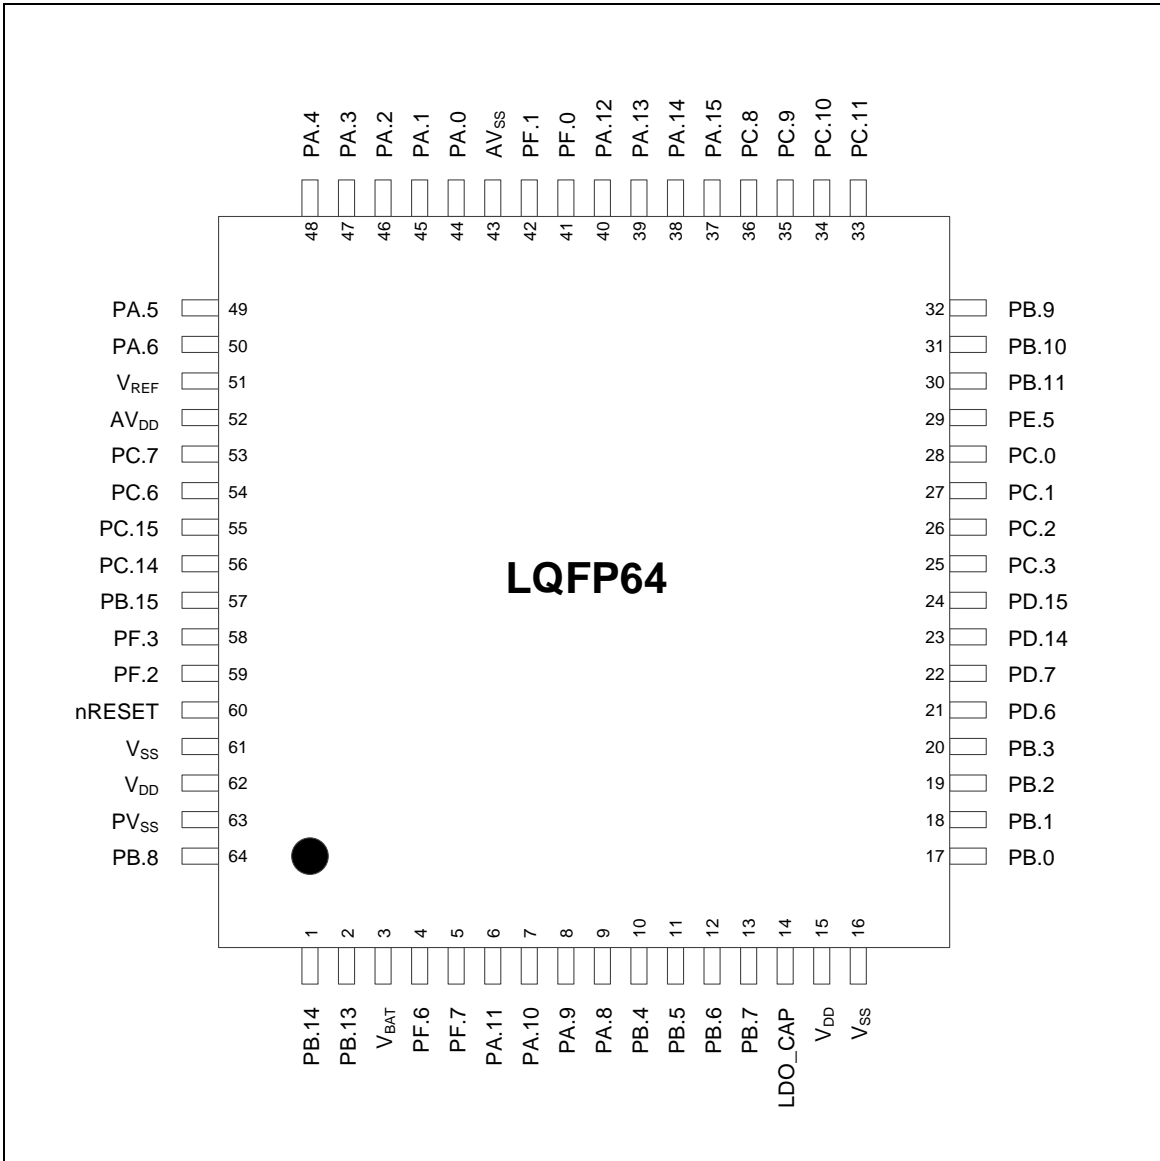 PA.4 PA.3 PA.2 PA.1 PA.0 AVSS PF.1 PF.0 PA.12 PA.13 PA.14 PA.15 PC.8 PC.9 PC.10 PC.11
48 47 46 45 44 43 42 41 40 39 38 37 36 35 34 33
PA.5 49 32 PB.9
PA.6 50 31 PB.10
VREF 51 30 PB.11
AVDD 52 29 PE.5
PC.7 53 28 PC.0
PC.6 54 27 PC.1
PC.15 55 26 PC.2
PC.14 56 25 PC.3
LQFP64
PB.15 57 24 PD.15
PF.3 58 23 PD.14
PF.2 59 22 PD.7
nRESET 60 21 PD.6
VSS 61 20 PB.3
VDD 62 19 PB.2
PVSS 63 18 PB.1
PB.8 64 17 PB.0
1 2 3 4 5 6 7 8 9 10 11 12 13 14 15 16
PB.14 PB.13 VBAT PF.6 PF.7 PA.11 PA.10 PA.9 PA.8 PB.4 PB.5 PB.6 PB.7 LDO_CAP VDD VSS